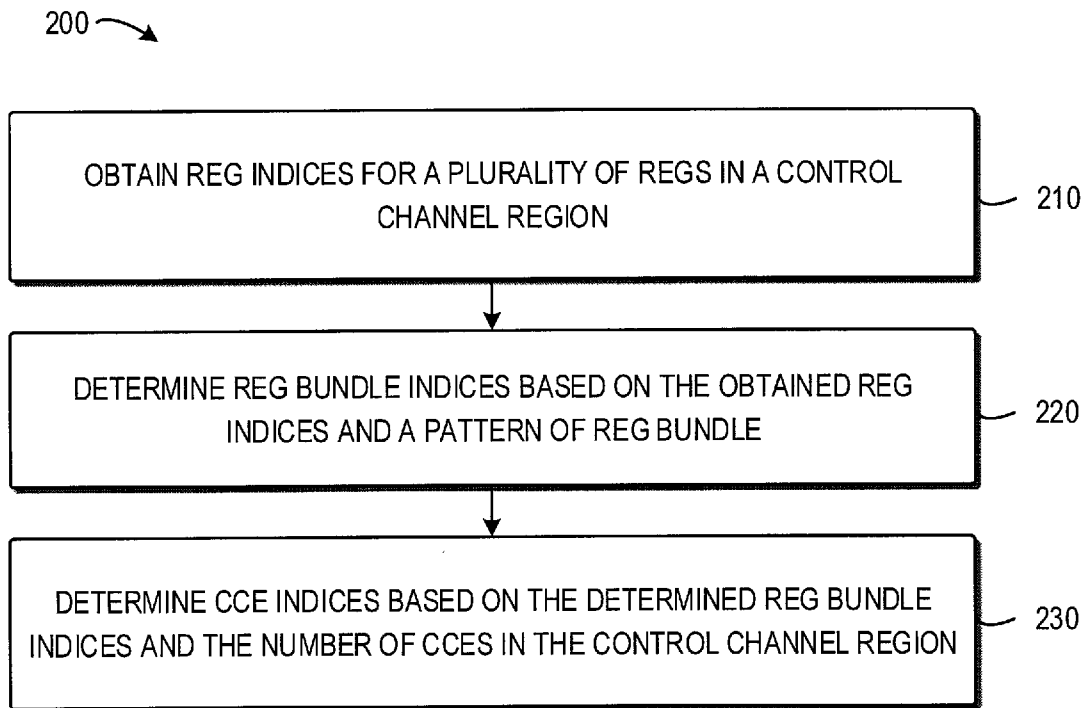 200
OBTAIN REG INDICES FOR A PLURALITY OF REGS IN A CONTROL
CHANNEL REGION
210
DETERMINE REG BUNDLE INDICES BASED ON THE OBTAINED REG
INDICES AND A PATTERN OF REG BUNDLE
220
DETERMINE CCE INDICES BASED ON THE DETERMINED REG BUNDLE
INDICES AND THE NUMBER OF CCES IN THE CONTROL CHANNEL REGION
230